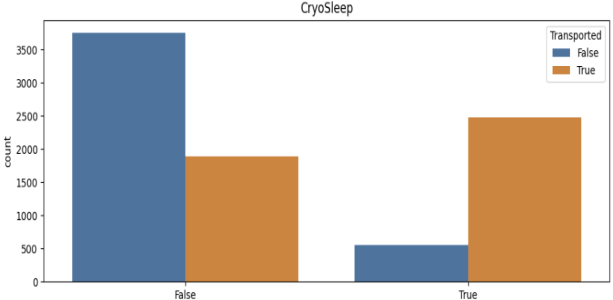 CryoSleep
Transported
False
True
count
3500
3000
2500
2000
1500
1000
500
0
False
True